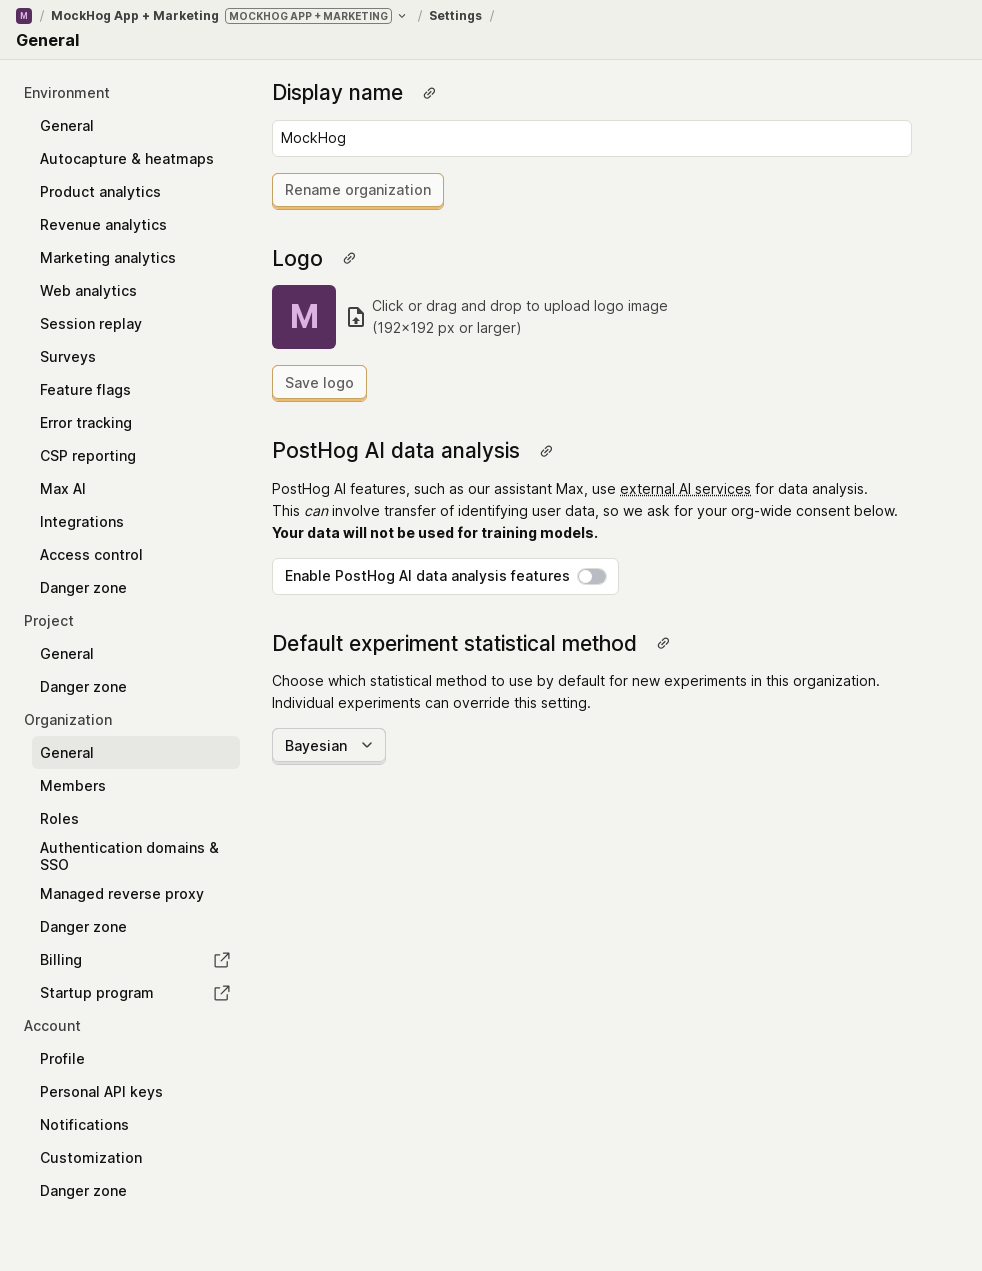 M / MockHog App + Marketing MOCKHOG APP + MARKETING / Settings /
General
Environment
General
Autocapture & heatmaps
Product analytics
Revenue analytics
Marketing analytics
Web analytics
Session replay
Surveys
Feature flags
Error tracking
CSP reporting
Max AI
Integrations
Access control
Danger zone
Project
General
Danger zone
Organization
General
Members
Roles
Authentication domains &
SSO
Managed reverse proxy
Danger zone
Billing
Startup program
Account
Profile
Personal API keys
Notifications
Customization
Danger zone
Display name
MockHog
Rename organization
Logo
M
Click or drag and drop to upload logo image
(192x192 px or larger)
Save logo
PostHog AI data analysis
PostHog AI features, such as our assistant Max, use external AI services for data analysis.
This can involve transfer of identifying user data, so we ask for your org-wide consent below.
Your data will not be used for training models.
Enable PostHog AI data analysis features
Default experiment statistical method
Choose which statistical method to use by default for new experiments in this organization.
Individual experiments can override this setting.
Bayesian